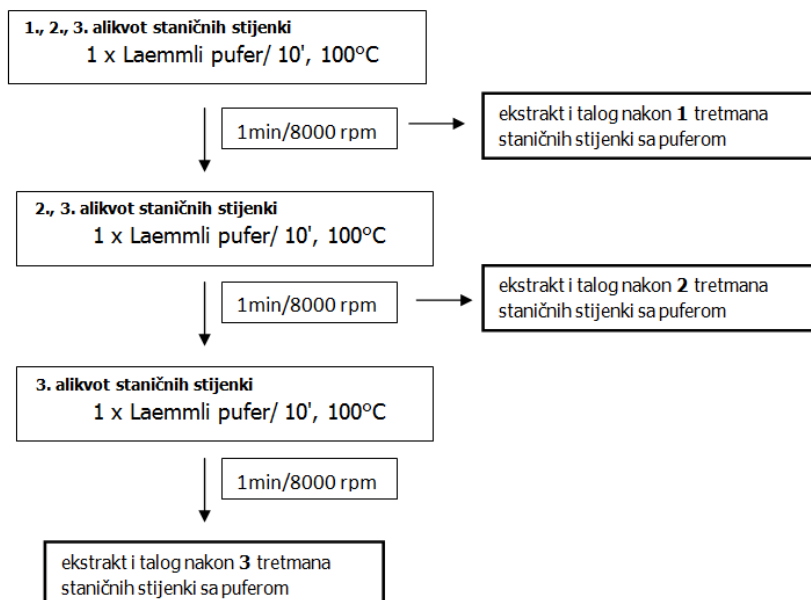 1., 2., 3. alikvot staničnih stijenki
1 x Laemmli pufer/ 10', 100°C
1min/8000 rpm
ekstrakt i talog nakon 1 tretmana
staničnih stijenki sa puferom
2., 3. alikvot staničnih stijenki
1 x Laemmli pufer/ 10', 100°C
1min/8000 rpm
ekstrakt i talog nakon 2 tretmana
staničnih stijenki sa puferom
3. alikvot staničnih stijenki
1 x Laemmli pufer/ 10', 100°C
1min/8000 rpm
ekstrakt i talog nakon 3 tretmana
staničnih stijenki sa puferom